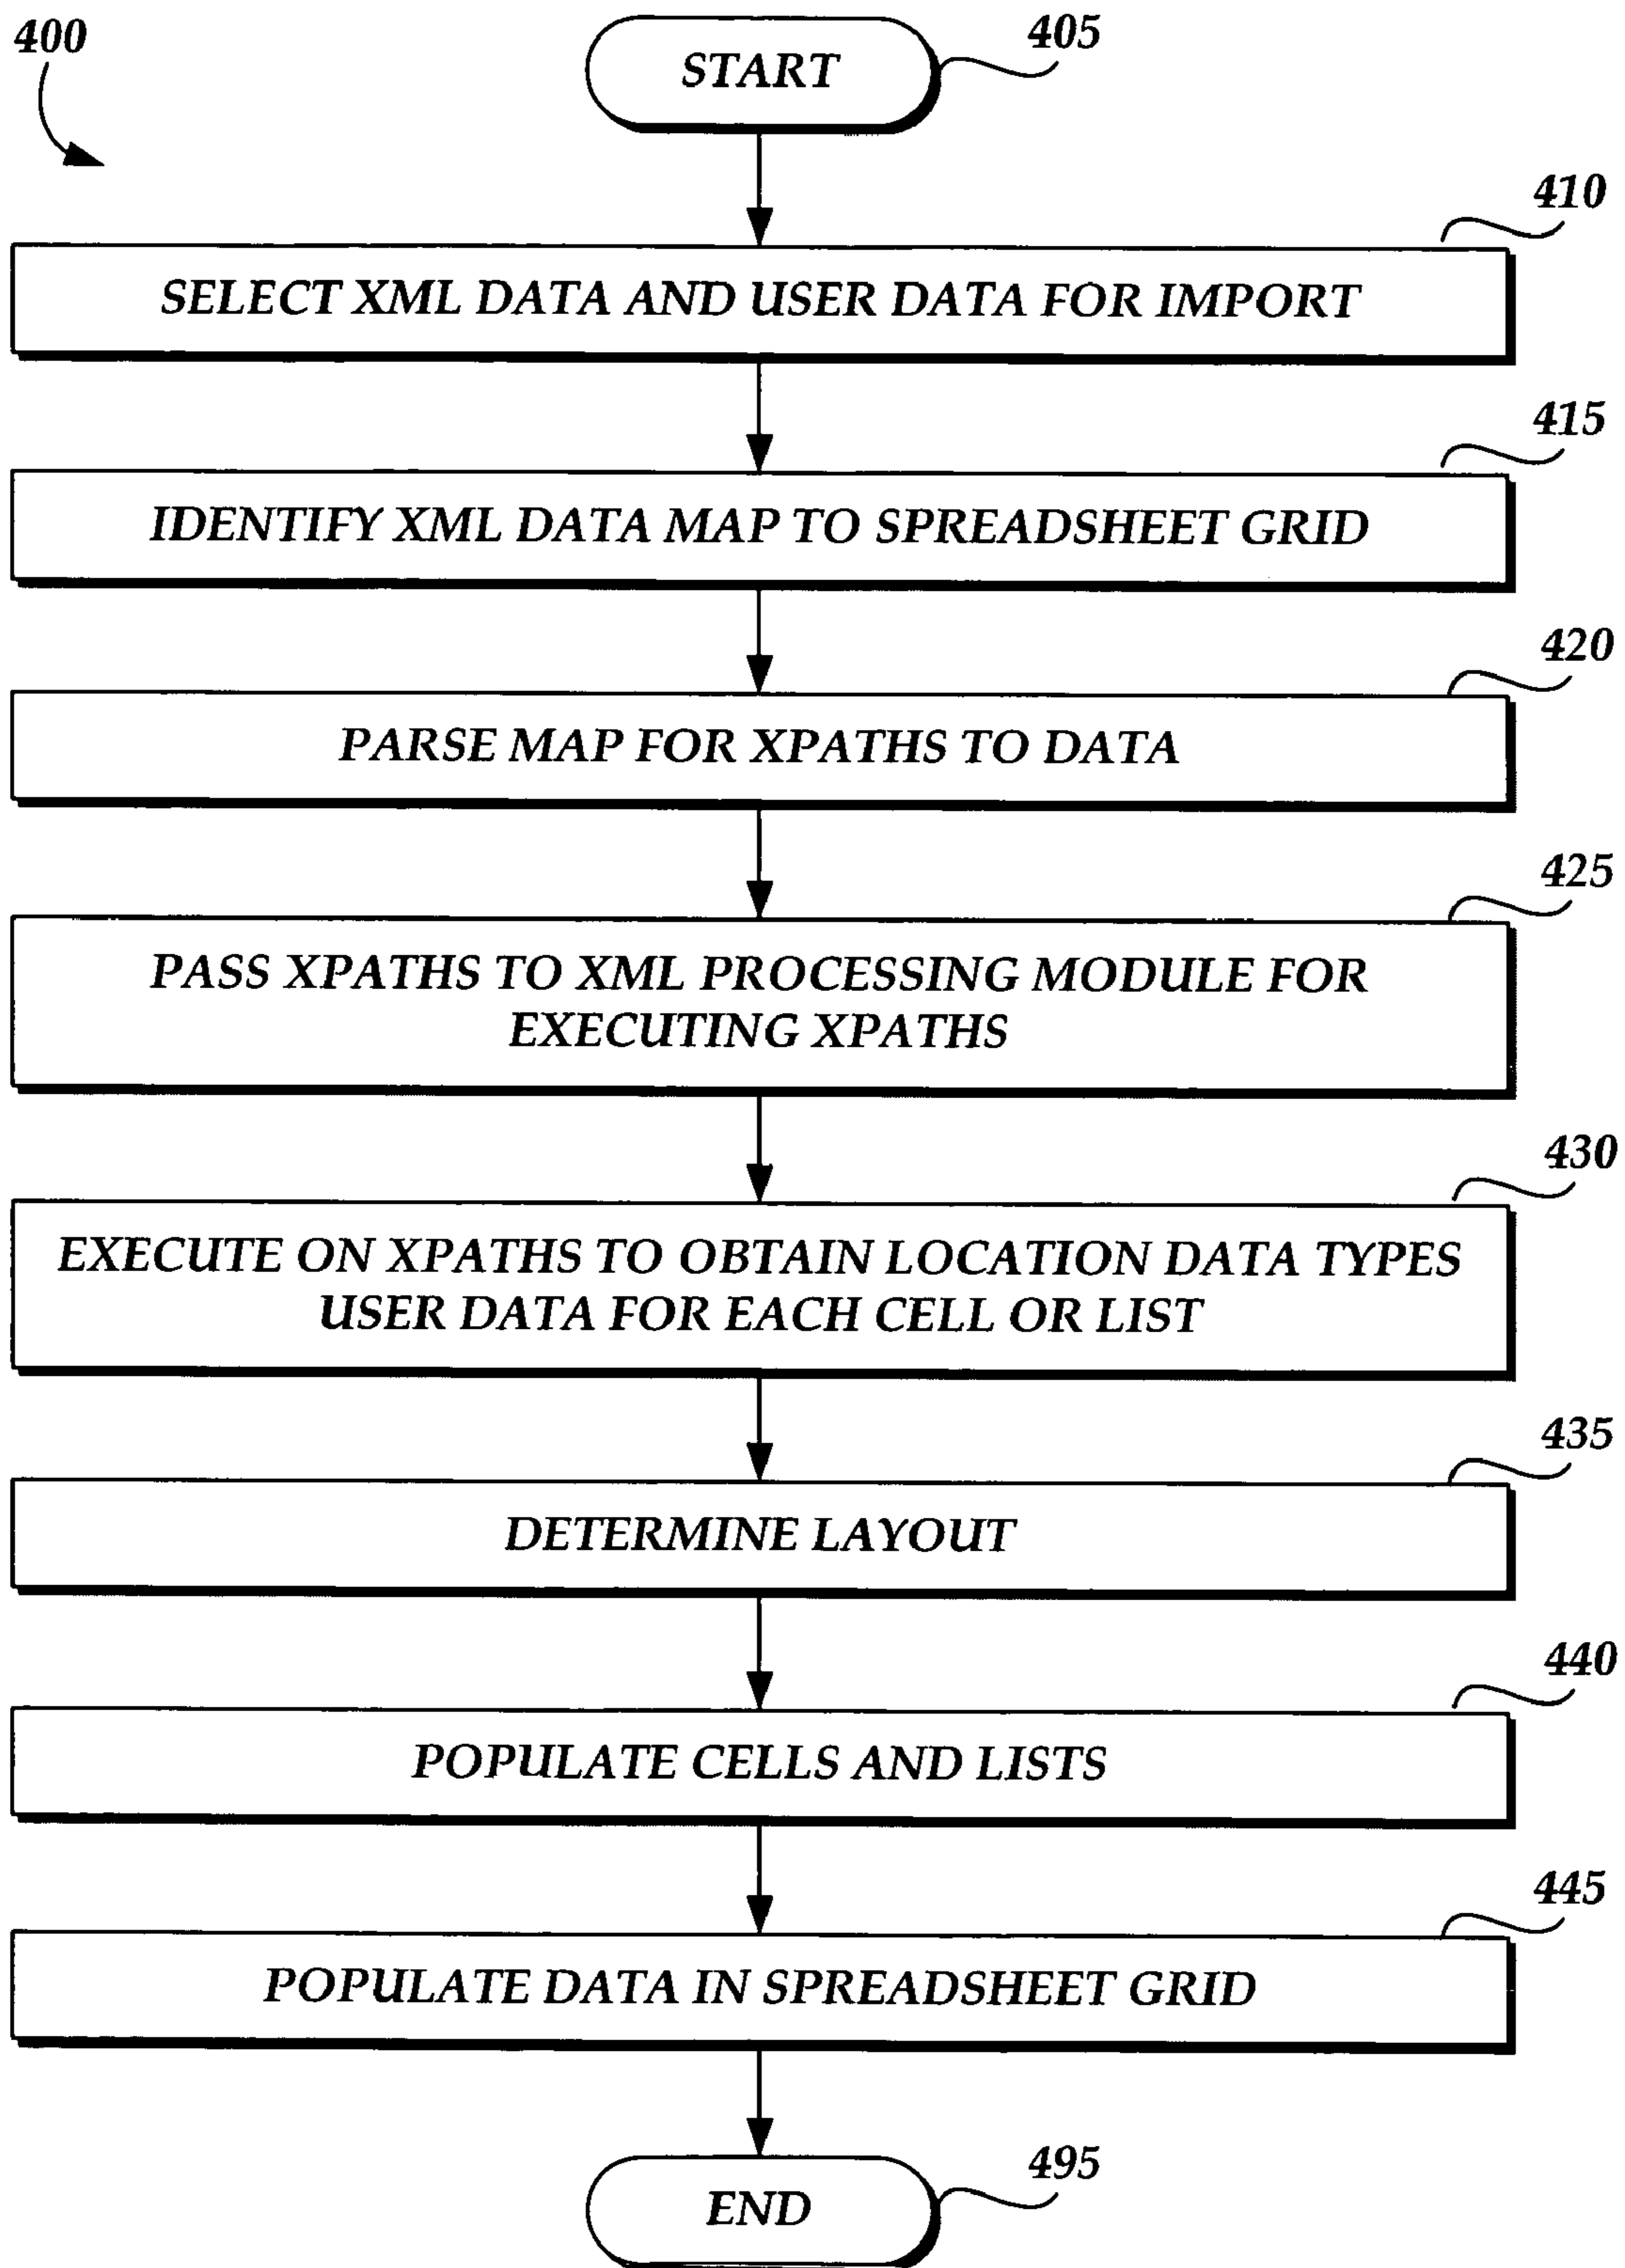 400
START
405
410
SELECT XML DATA AND USER DATA FOR IMPORT
415
IDENTIFY XML DATA MAP TO SPREADSHEET GRID
420
PARSE MAP FOR XPATHS TO DATA
425
PASS XPATHS TO XML PROCESSING MODULE FOR
EXECUTING XPATHS
430
EXECUTE ON XPATHS TO OBTAIN LOCATION DATA TYPES
USER DATA FOR EACH CELL OR LIST
435
DETERMINE LAYOUT
440
POPULATE CELLS AND LISTS
445
POPULATE DATA IN SPREADSHEET GRID
END
495